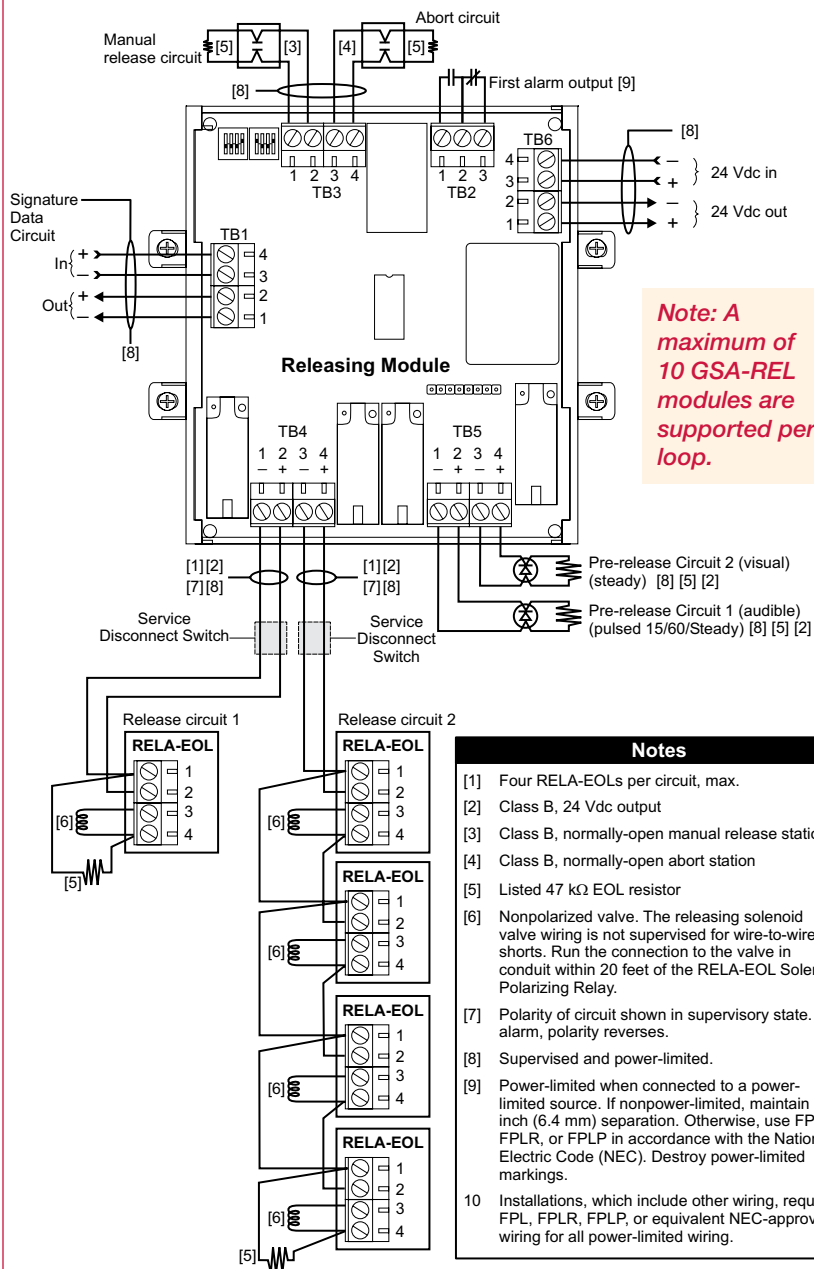 Abort circuit
Manual
release circuit
[5]
[3]
[4]
[5]
[8]
First alarm output [9]
1 2 3 4
TB3
1 2 3
TB2
TB6
4
3
2
1
[8]
–
+
24 Vdc in
–
+
24 Vdc out
Signature
Data
Circuit
In
+
–
Out
+
–
[8]
TB1
4
3
2
1
Releasing Module
Note: A
maximum of
10 GSA-REL
modules are
supported per
loop.
TB4
1 2 3 4
– + – +
TB5
1 2 3 4
– + – +
[1][2]
[7][8]
[1][2]
[7][8]
Pre-release Circuit 2 (visual)
(steady) [8] [5] [2]
Pre-release Circuit 1 (audible)
(pulsed 15/60/Steady) [8] [5] [2]
Service
Disconnect Switch
Service
Disconnect
Switch
Release circuit 1
RELA-EOL
1
2
3
4
[6]
[5]
Release circuit 2
RELA-EOL
1
2
3
4
[6]
RELA-EOL
1
2
3
4
[6]
RELA-EOL
1
2
3
4
[6]
RELA-EOL
1
2
3
4
[6]
[5]
Notes
[1] Four RELA-EOLs per circuit, max.
[2] Class B, 24 Vdc output
[3] Class B, normally-open manual release
[4] Class B, normally-open abort station
[5] Listed 47 kΩ EOL resistor
[6] Nonpolarized valve. The releasing solenoid
valve wiring is not supervised for wire-to-wire
shorts. Run the connection to the valve in
conduit within 20 feet of the RELA-EOL
Polarizing Relay.
[7] Polarity of circuit shown in supervisory state.
alarm, polarity reverses.
[8] Supervised and power-limited.
[9] Power-limited when connected to a power-
limited source. If nonpower-limited, maintain
inch (6.4 mm) separation. Otherwise, use
FPLR, or FPLP in accordance with the
Electric Code (NEC). Destroy power-limited
markings.
10 Installations, which include other wiring,
FPL, FPLR, FPLP, or equivalent
wiring for all power-limited wiring.